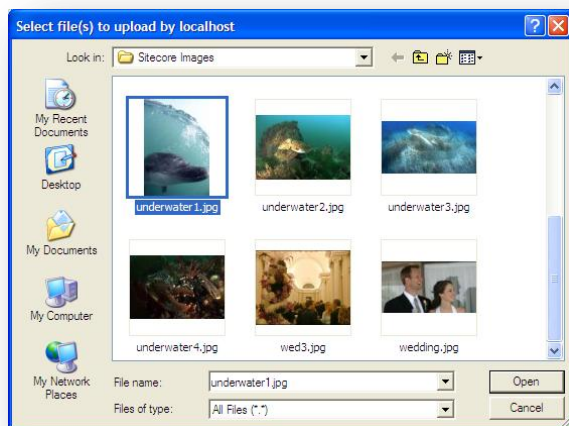 Select file(s) to upload by localhost
Look in:
Sitecore Images
My Recent
Documents
Desktop
My Documents
My Computer
My Network
Places
underwater1.jpg
underwater2.jpg
underwater3.jpg
underwater4.jpg
wed3.jpg
wedding.jpg
File name:
underwater1.jpg
Open
Files of type:
All Files (*.*)
Cancel